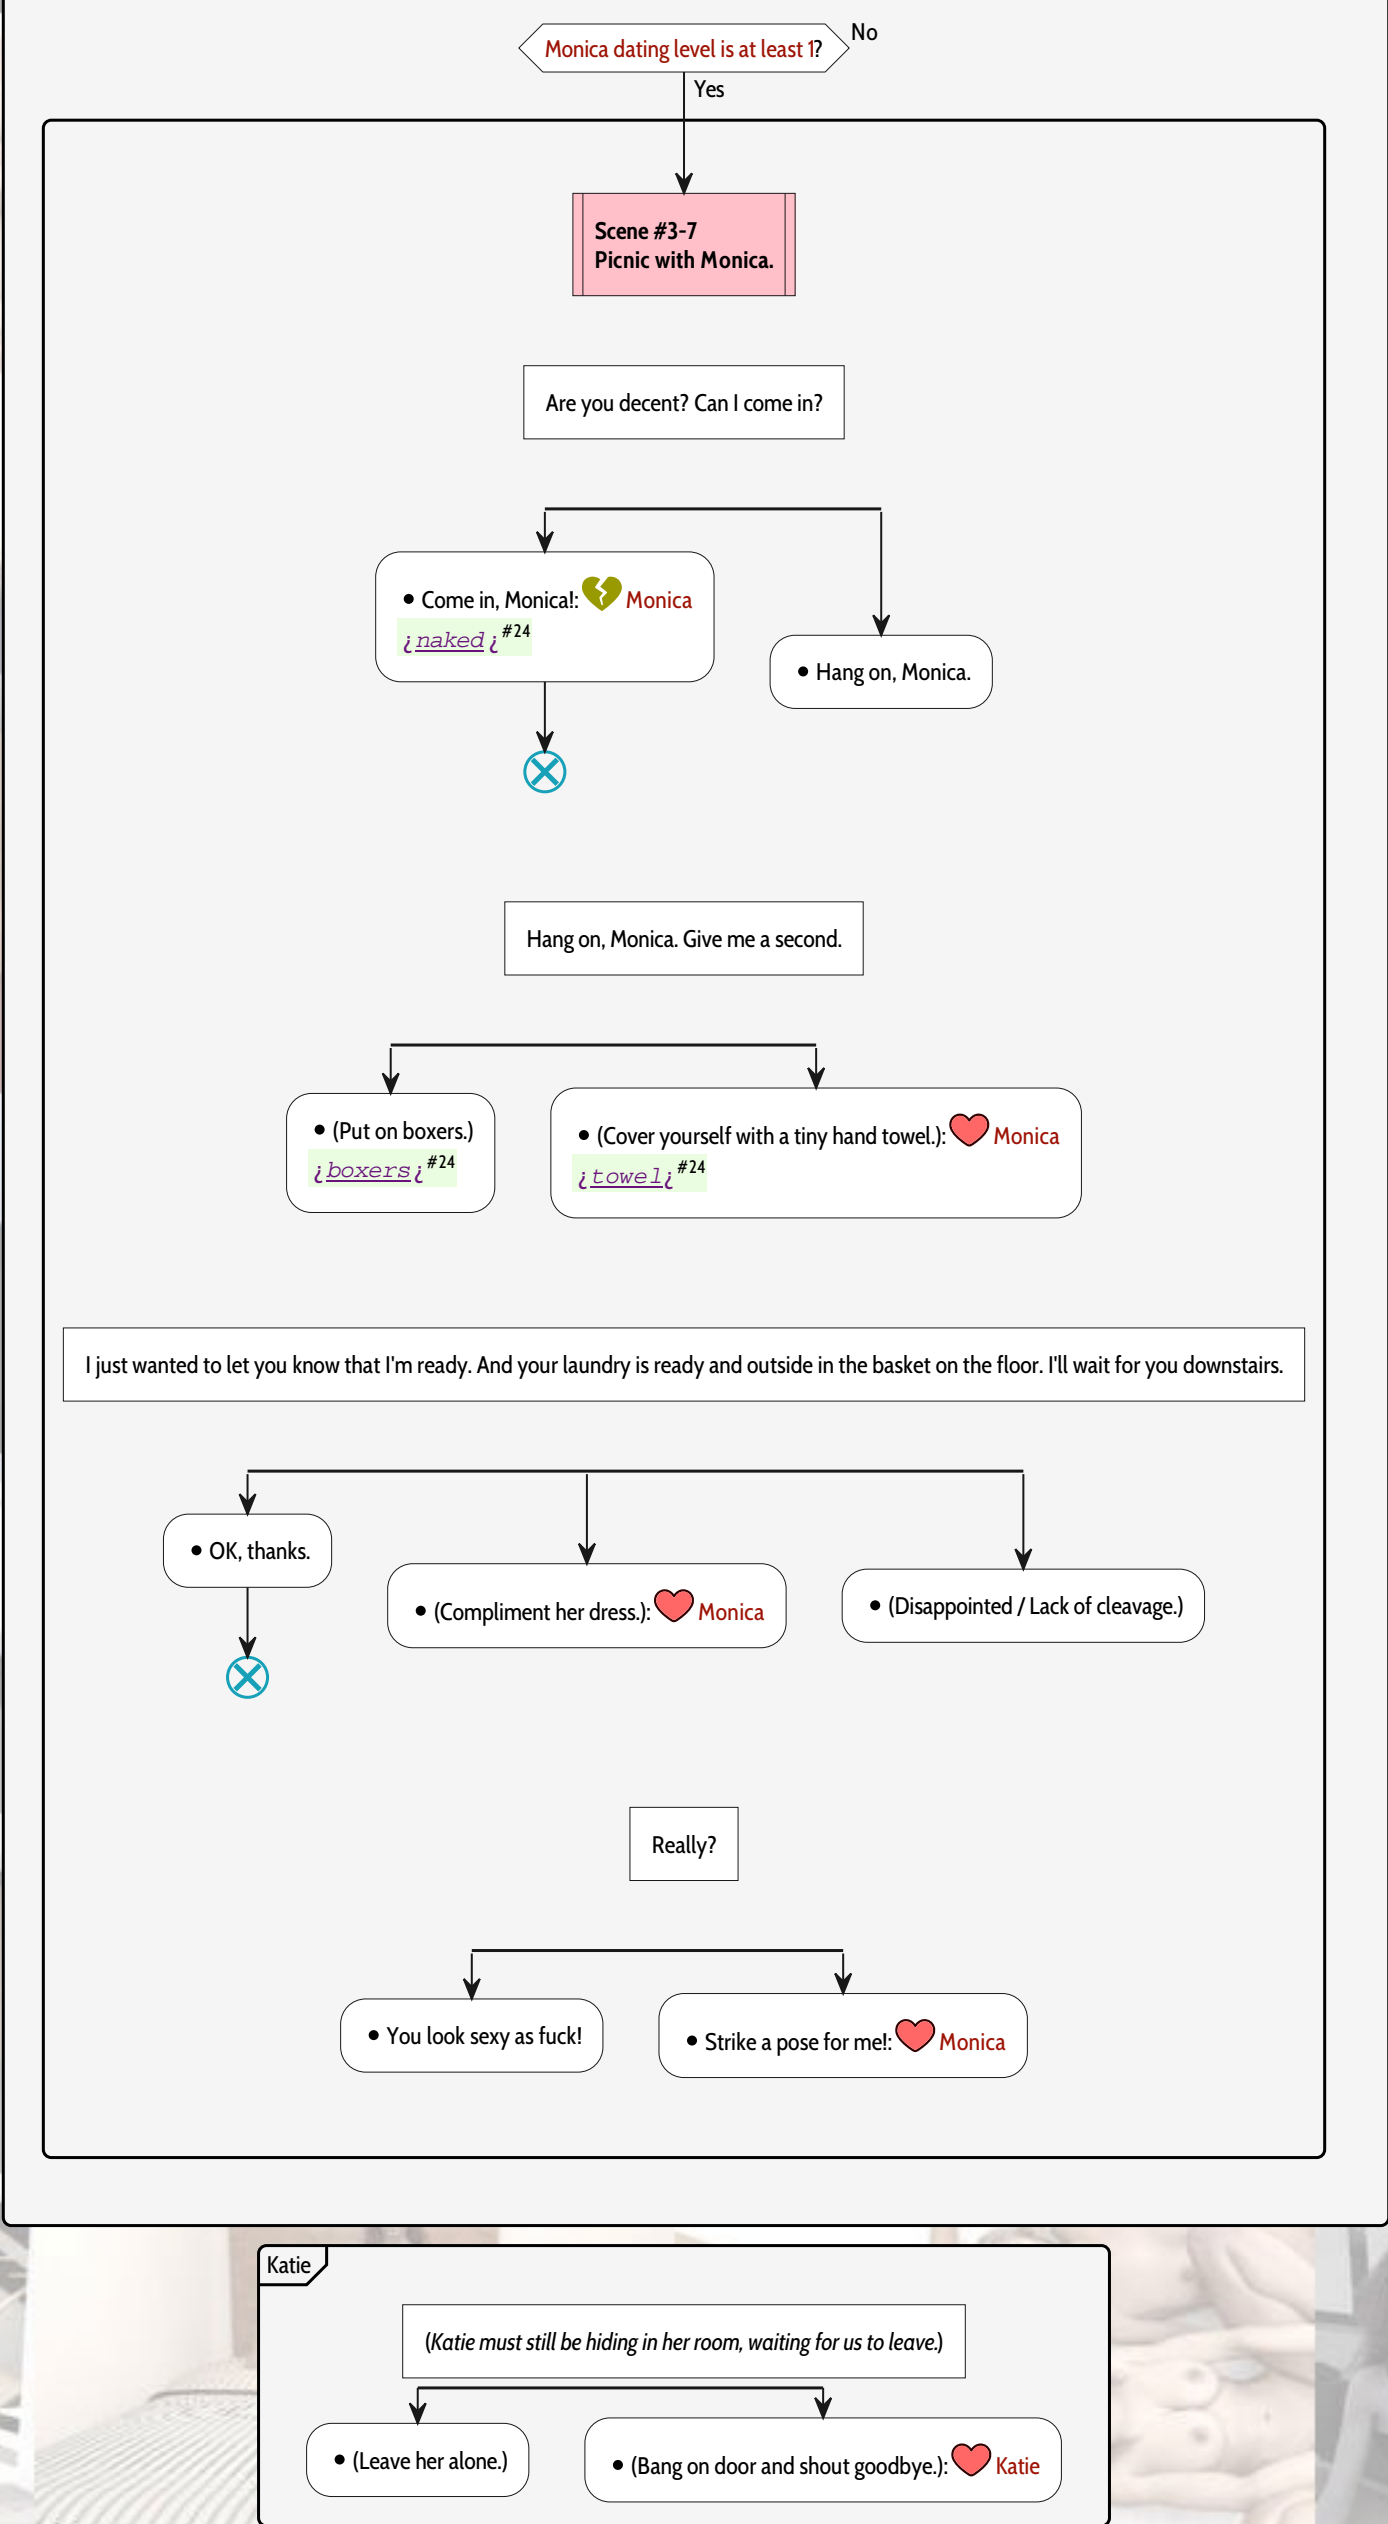 Monica dating level is at least 1?
No
Yes
Scene #3-7
Picnic with Monica.
Are you decent? Can I come in?
• Come in, Monica!: Monica
¿naked¿#24
• Hang on, Monica.
Hang on, Monica. Give me a second.
• (Put on boxers.)
¿boxers¿#24
• (Cover yourself with a tiny hand towel.): Monica
¿towel¿#24
I just wanted to let you know that I'm ready. And your laundry is ready and outside in the basket on the floor. I'll wait for you downstairs.
• OK, thanks.
• (Compliment her dress.): Monica
• (Disappointed / Lack of cleavage.)
Really?
• You look sexy as fuck!
• Strike a pose for me!: Monica
Katie
(Katie must still be hiding in her room, waiting for us to leave.)
• (Leave her alone.)
• (Bang on door and shout goodbye.): Katie